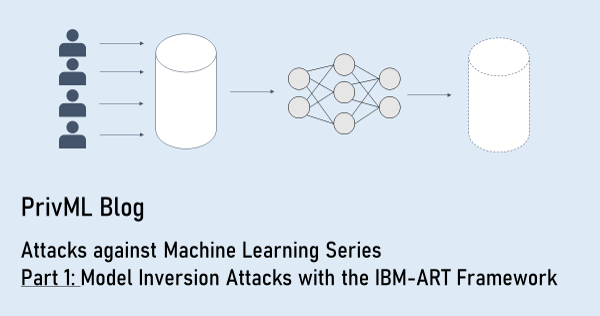 PrivML Blog
Attacks against Machine Learning Series
Part 1: Model Inversion Attacks with the IBM-ART Framework